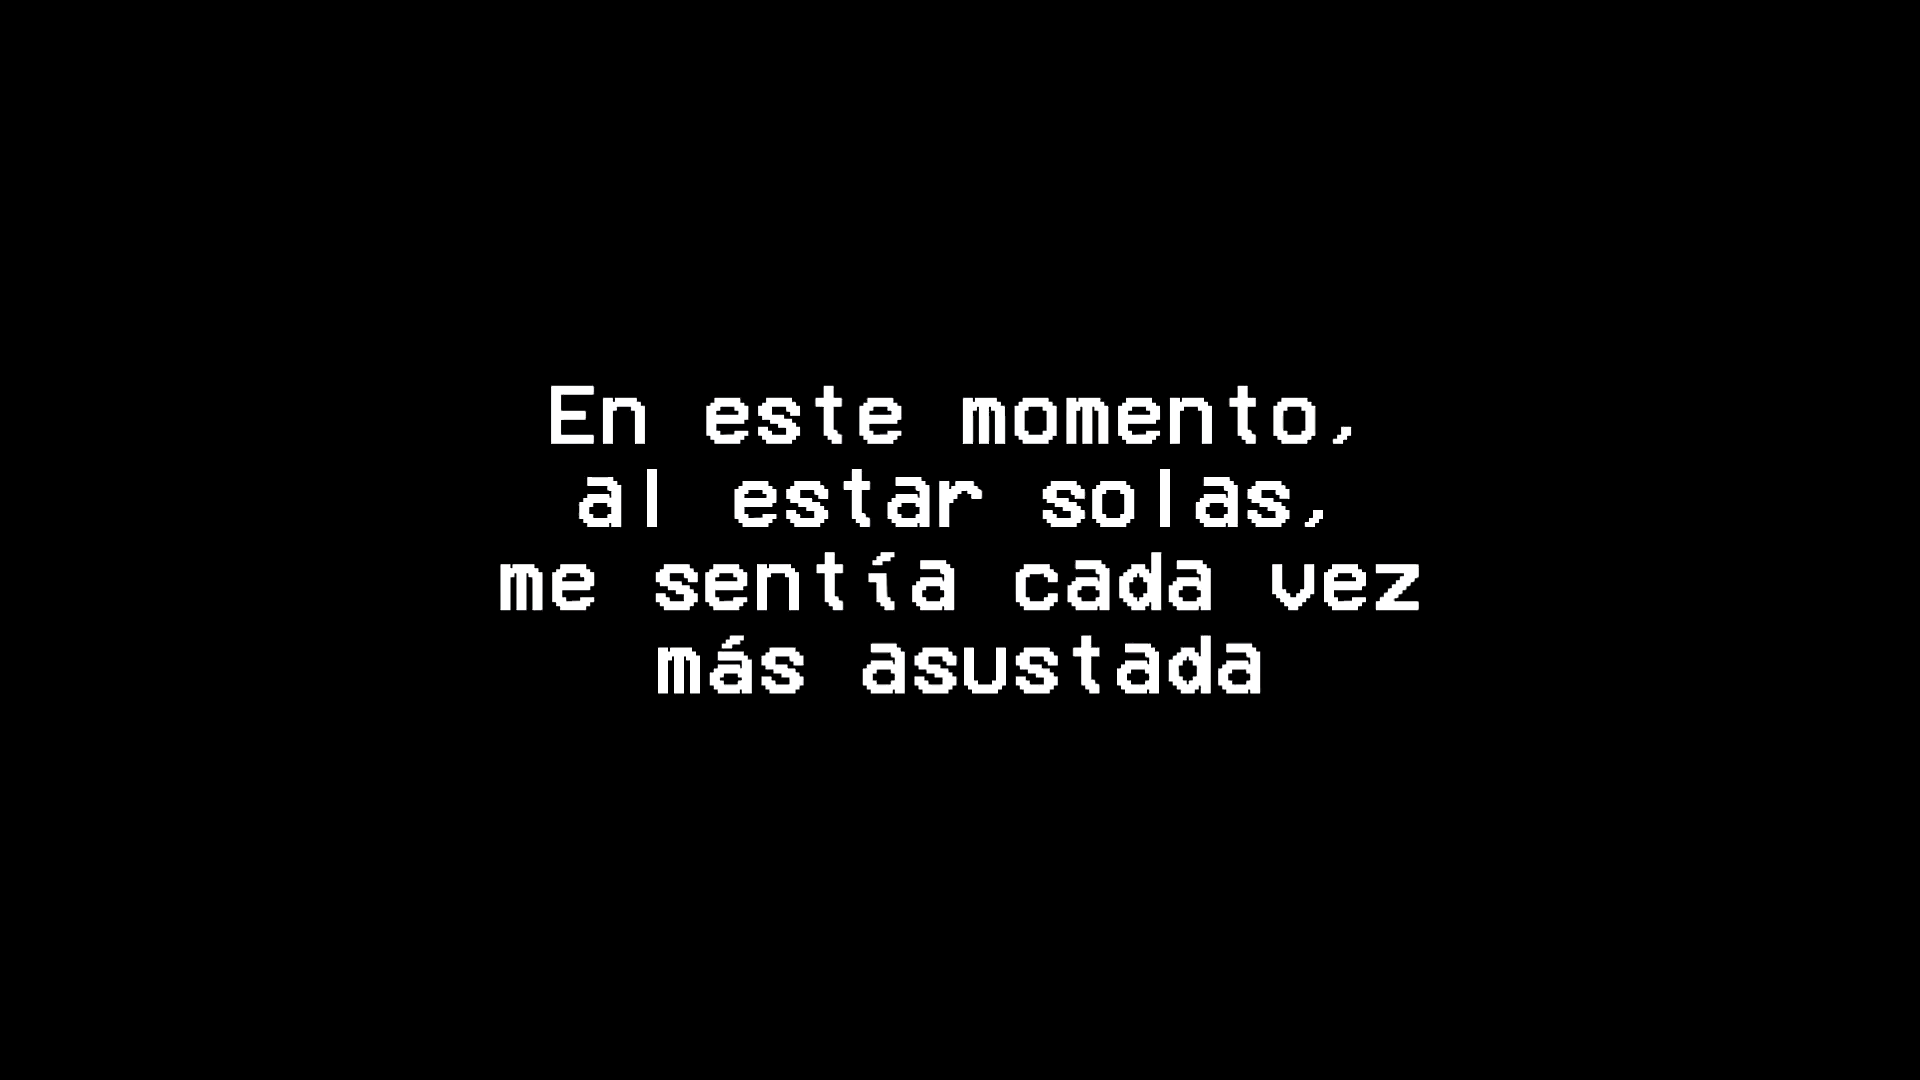 En este momento,
al estar solas,
me sentía cada vez
más asustada